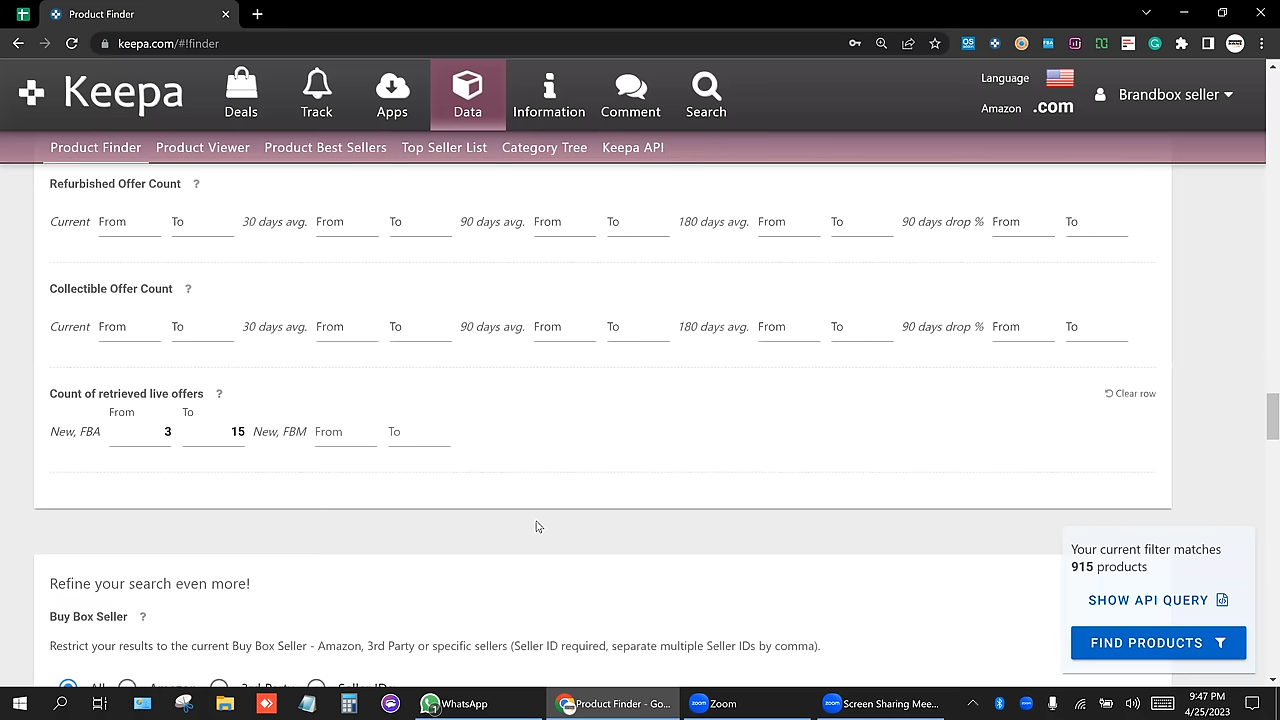 Product Finder
keepa.com/#!finder
Keepa
Deals
Track
Apps
Data
Information
Comment
Search
Language
Amazon .com
Brandbox seller
Product Finder Product Viewer Product Best Sellers Top Seller List Category Tree Keepa API
Refurbished Offer Count ?
Current From To 30 days avg. From To 90 days avg. From To 180 days avg. From To 90 days drop % From To
Collectible Offer Count ?
Current From To 30 days avg. From To 90 days avg. From To 180 days avg. From To 90 days drop % From To
Count of retrieved live offers ? Clear row
From To
New, FBA 3 15 New, FBM From To
Refine your search even more!
Buy Box Seller ?
Restrict your results to the current Buy Box Seller - Amazon, 3rd Party or specific sellers (Seller ID required, separate multiple Seller IDs by comma).
Your current filter matches
915 products
SHOW API QUERY
FIND PRODUCTS
WhatsApp
Product Finder - Go...
Zoom
Screen Sharing Mee...
9:47 PM
4/25/2023